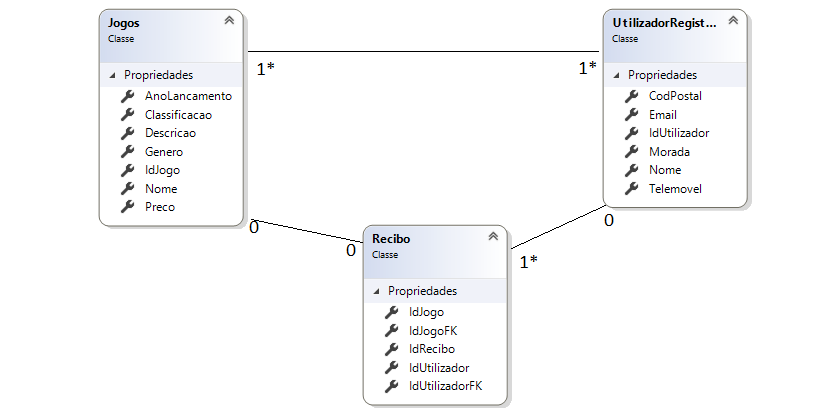 Jogos
Classe
Propriedades
AnoLancamento
Classificacao
Descricao
Genero
IdJogo
Nome
Preco
1*
1*
UtilizadorRegist...
Classe
Propriedades
CodPostal
Email
IdUtilizador
Morada
Nome
Telemovel
0
0
Recibo
Classe
Propriedades
IdJogo
IdJogoFK
IdRecibo
IdUtilizador
IdUtilizadorFK
1*
0